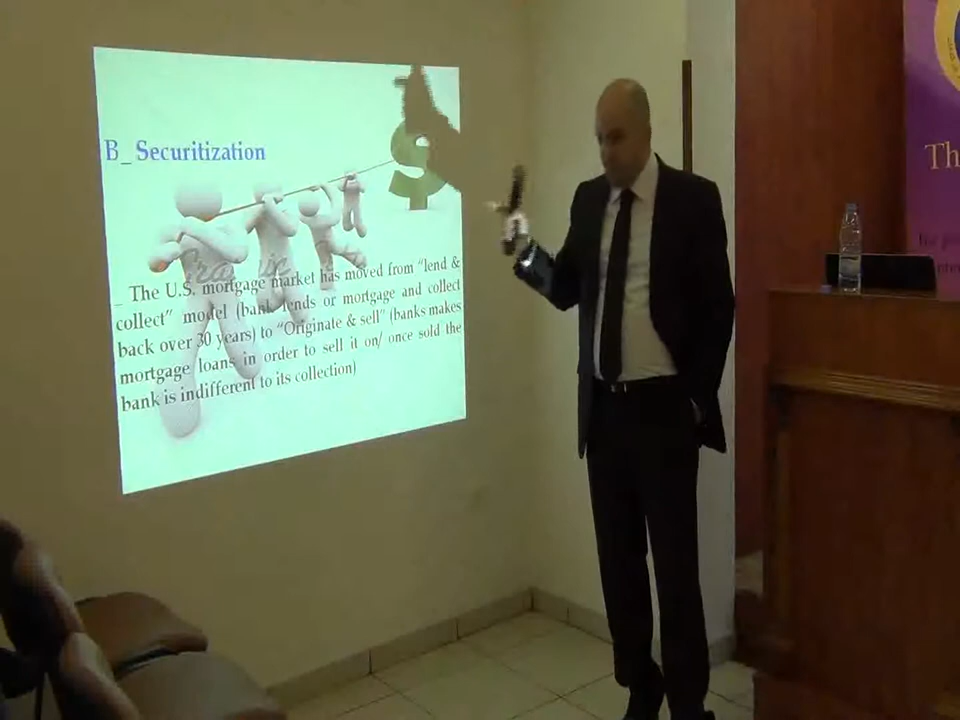 B_ Securitization
_ The U.S. mortgage market has moved from "lend &
collect" model (bank lends or mortgage and collect
back over 30 years) to "Originate & sell" (banks makes
mortgage loans in order to sell it on/ once sold the
bank is indifferent to its collection)
Th